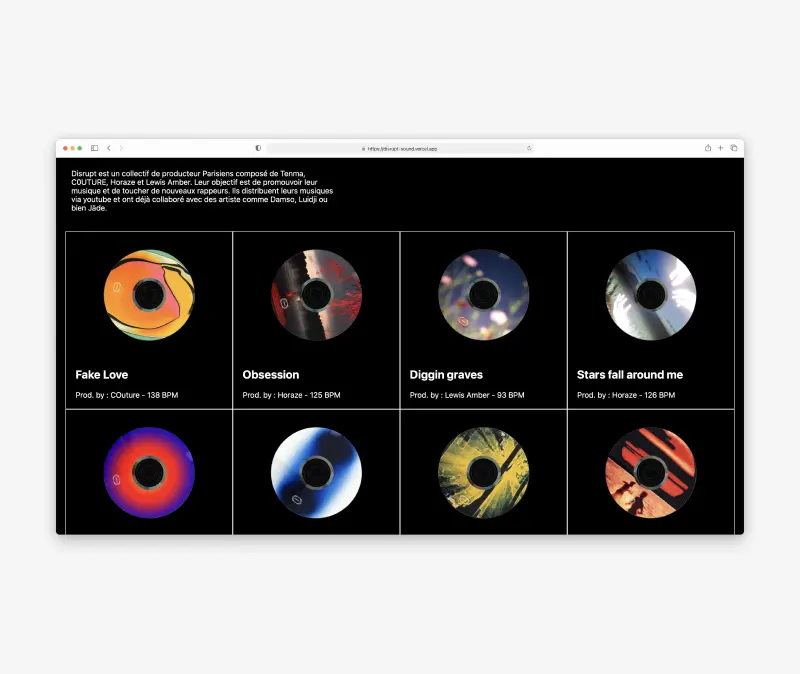 https://disrupt-sound.vercel.app
Disrupt est un collectif de producteur Parisiens composé de Tenma,
C0UTURE, Horaze et Lewis Amber. Leur objectif est de promouvoir leur
musique et de toucher de nouveaux rappeurs. Ils distribuent leurs musiques
via youtube et ont déjà collaboré avec des artiste comme Damso, Luidji ou
bien Jäde.
Fake Love
Obsession
Diggin graves
Stars fall around me
Prod. by : COuture - 138 BPM
Prod. by : Horaze - 125 BPM
Prod. by : Lewis Amber - 93 BPM
Prod. by : Horaze - 126 BPM